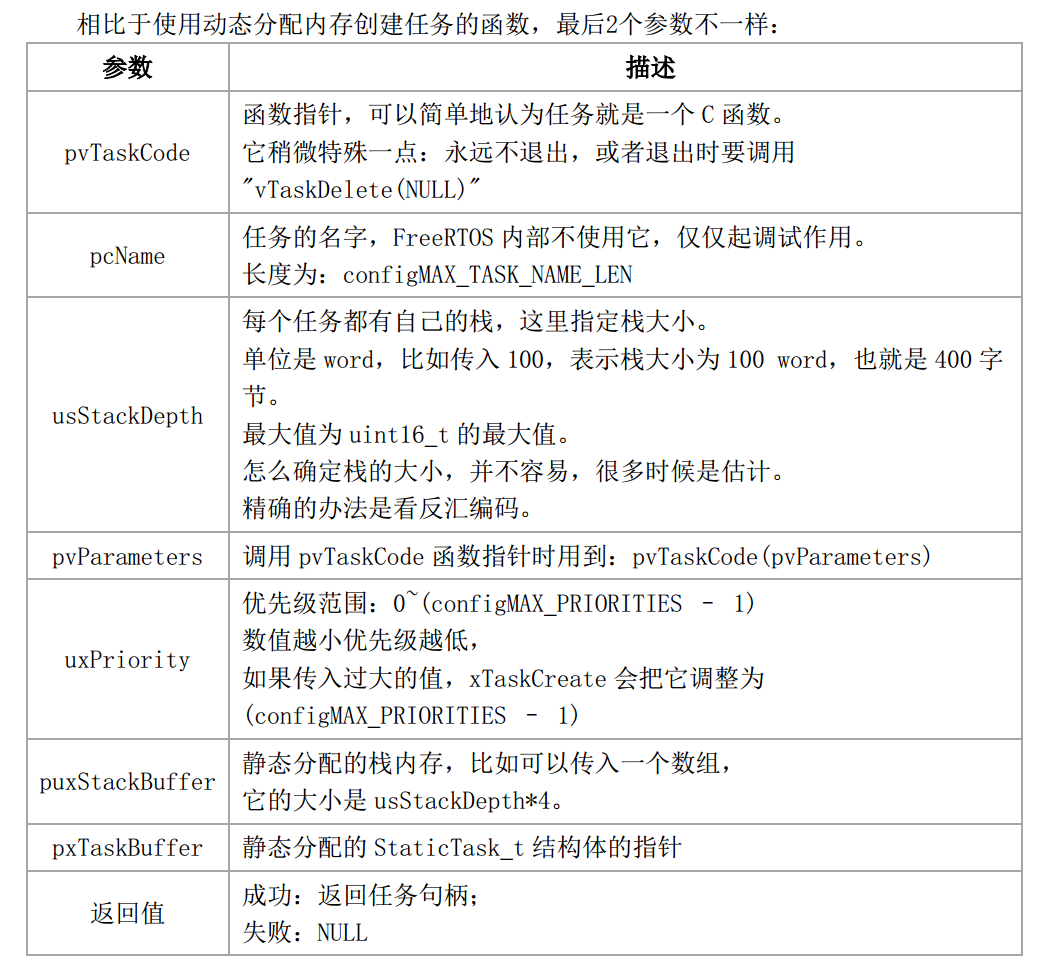 相比于使用动态分配内存创建任务的函数，最后2个参数不一样：
参数 描述
pvTaskCode
函数指针，可以简单地认为任务就是一个 C 函数。
它稍微特殊一点：永远不退出，或者退出时要调用
"vTaskDelete(NULL)"
pcName
任务的名字，FreeRTOS 内部不使用它，仅仅起调试作用。
长度为：configMAX_TASK_NAME_LEN
usStackDepth
每个任务都有自己的栈，这里指定栈大小。
单位是 word，比如传入 100，表示栈大小为 100 word，也就是 400 字
节。
最大值为 uint16_t 的最大值。
怎么确定栈的大小，并不容易，很多时候是估计。
精确的办法是看反汇编码。
pvParameters 调用 pvTaskCode 函数指针时用到：pvTaskCode(pvParameters)
uxPriority
优先级范围：0~(configMAX_PRIORITIES – 1)
数值越小优先级越低，
如果传入过大的值，xTaskCreate 会把它调整为
(configMAX_PRIORITIES – 1)
puxStackBuffer
静态分配的栈内存，比如可以传入一个数组，
它的大小是 usStackDepth*4。
pxTaskBuffer 静态分配的 StaticTask_t 结构体的指针
返回值
成功：返回任务句柄；
失败：NULL